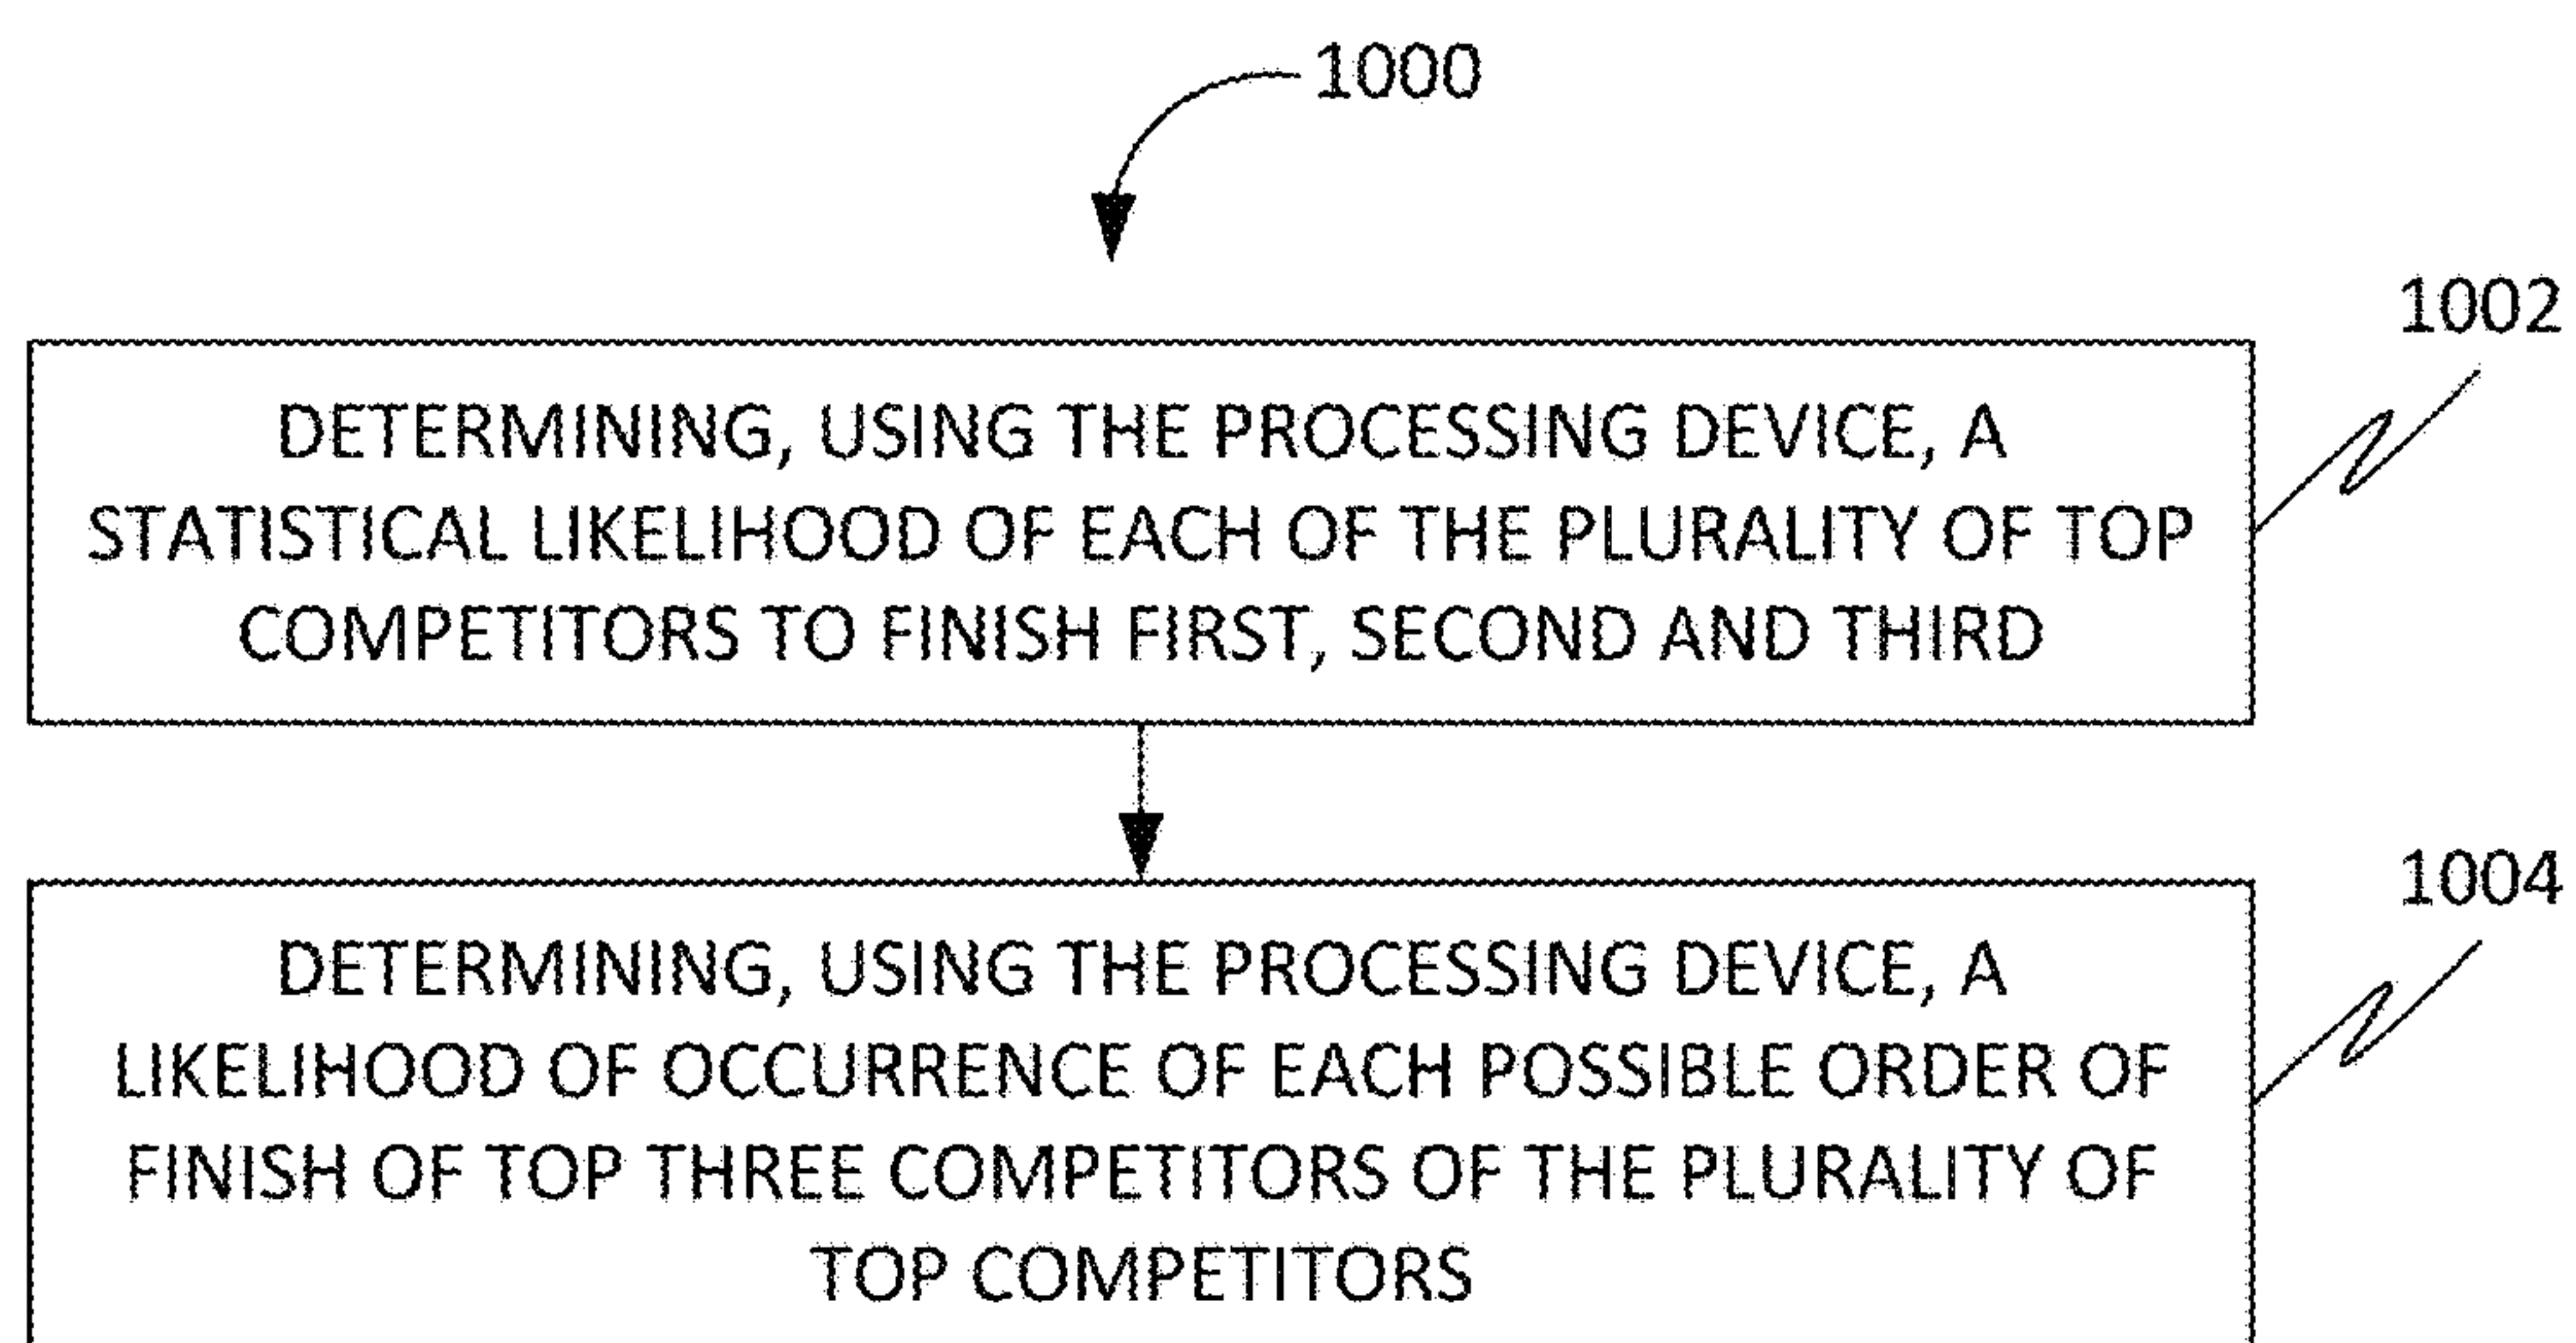 1000
1002
DETERMINING, USING THE PROCESSING DEVICE, A
STATISTICAL LIKELIHOOD OF EACH OF THE PLURALITY OF TOP
COMPETITORS TO FINISH FIRST, SECOND AND THIRD
1004
DETERMINING, USING THE PROCESSING DEVICE, A
LIKELIHOOD OF OCCURRENCE OF EACH POSSIBLE ORDER OF
FINISH OF TOP THREE COMPETITORS OF THE PLURALITY OF
TOP COMPETITORS